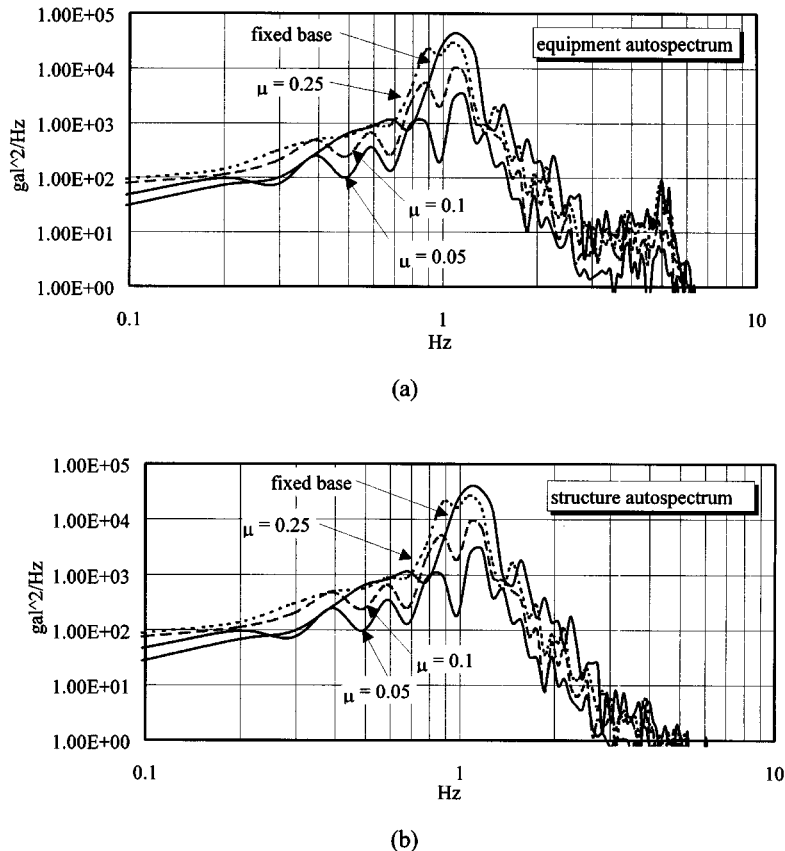 1.00E+05
fixed base
equipment autospectrum
1.00E+04
μ = 0.25
1.00E+03
gal^2/Hz
1.00E+02
μ = 0.1
1.00E+01
μ = 0.05
1.00E+00
0.1
1
10
Hz
(a)
1.00E+05
fixed base
structure autospectrum
1.00E+04
μ = 0.25
1.00E+03
gal^2/Hz
1.00E+02
μ = 0.1
1.00E+01
μ = 0.05
1.00E+00
0.1
1
10
Hz
(b)